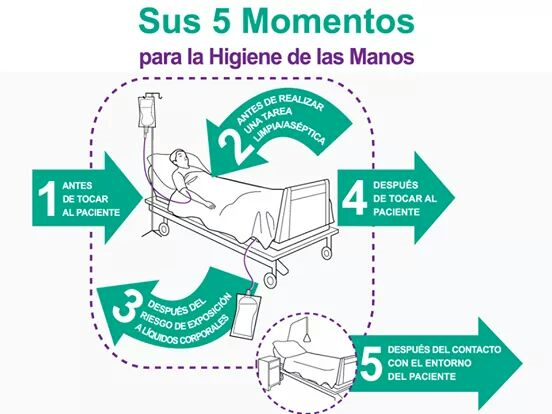 Sus 5 Momentos
para la Higiene de las Manos
1
ANTES
DE TOCAR
AL PACIENTE
2
ANTES DE REALIZAR
UNA TAREA
LIMPIA/ASÉPTICA
3
DESPUÉS DEL
RIESGO DE EXPOSICIÓN
A LÍQUIDOS CORPORALES
4
DESPUÉS
DE TOCAR AL
PACIENTE
5
DESPUÉS DEL CONTACTO
CON EL ENTORNO
DEL PACIENTE